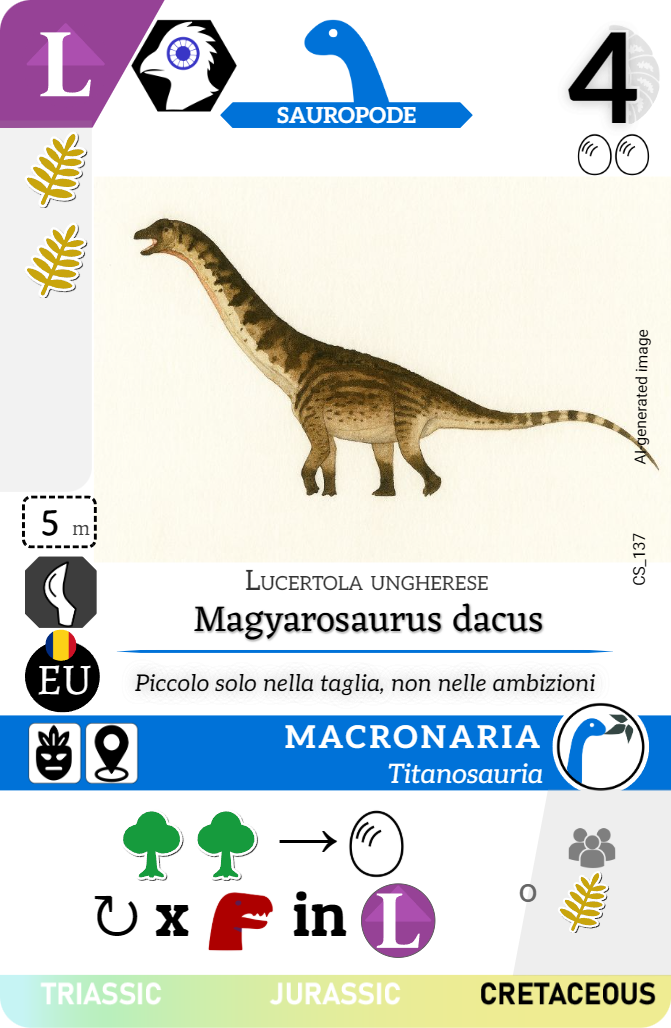 L
SAUROPODE
4
AI generated image
5 m
CS_137
Lucertola ungherese
Magyarosaurus dacus
EU
Piccolo solo nella taglia, non nelle ambizioni
MACRONARIA
Titanosauria
→
↻ x in L
o
TRIASSIC JURASSIC CRETACEOUS